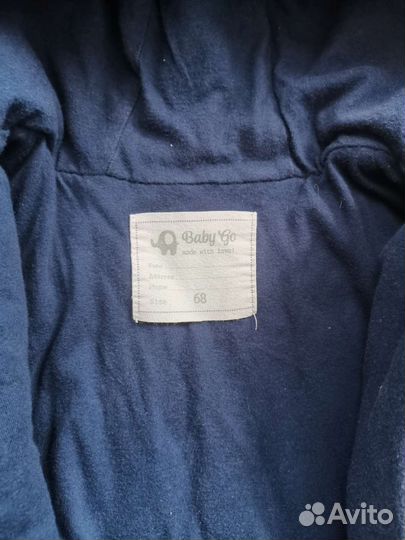 Baby Go
made with love!
Name
Address
Phone
Size 68
Avito